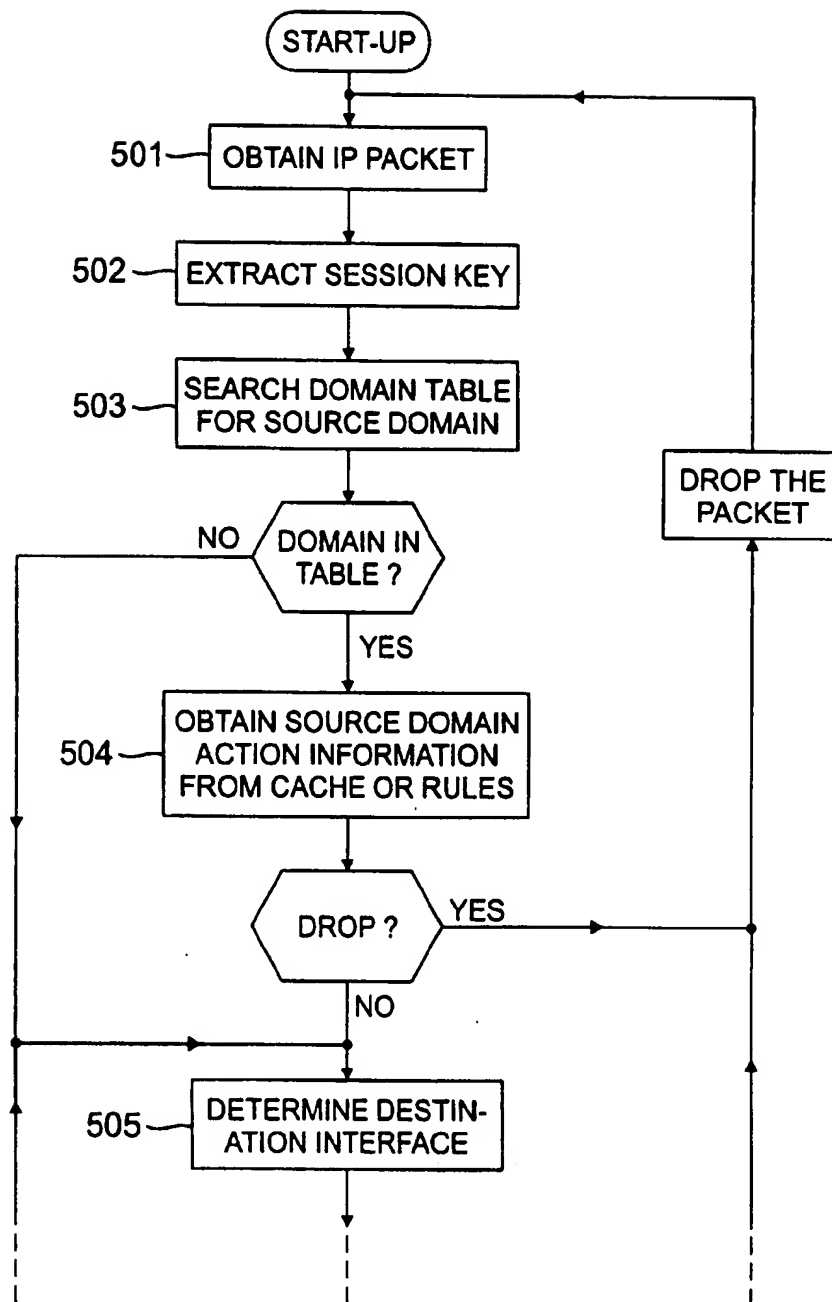 START-UP
501
OBTAIN IP PACKET
502
EXTRACT SESSION KEY
503
SEARCH DOMAIN TABLE
FOR SOURCE DOMAIN
DROP THE
PACKET
NO
DOMAIN IN
TABLE ?
YES
504
OBTAIN SOURCE DOMAIN
ACTION INFORMATION
FROM CACHE OR RULES
DROP ?
YES
NO
505
DETERMINE DESTIN-
ATION INTERFACE